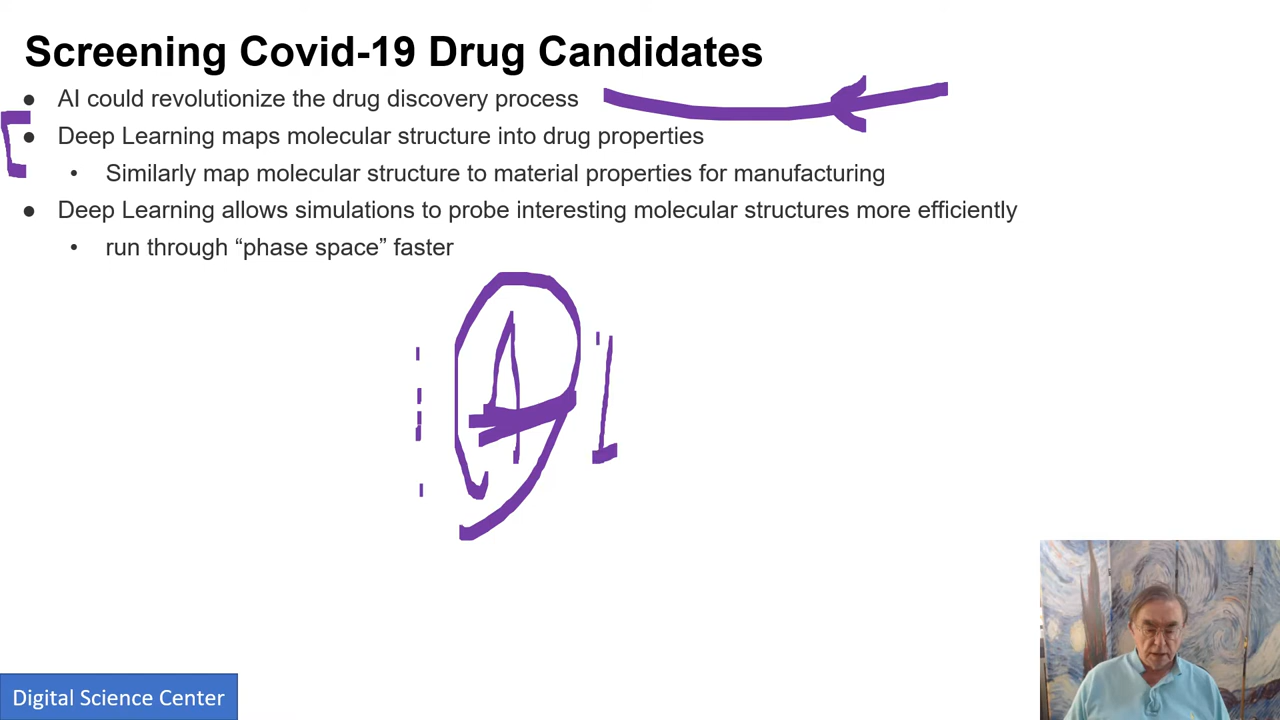 Screening Covid-19 Drug Candidates
● AI could revolutionize the drug discovery process
● Deep Learning maps molecular structure into drug properties
• Similarly map molecular structure to material properties for manufacturing
● Deep Learning allows simulations to probe interesting molecular structures more efficiently
• run through “phase space” faster
Digital Science Center